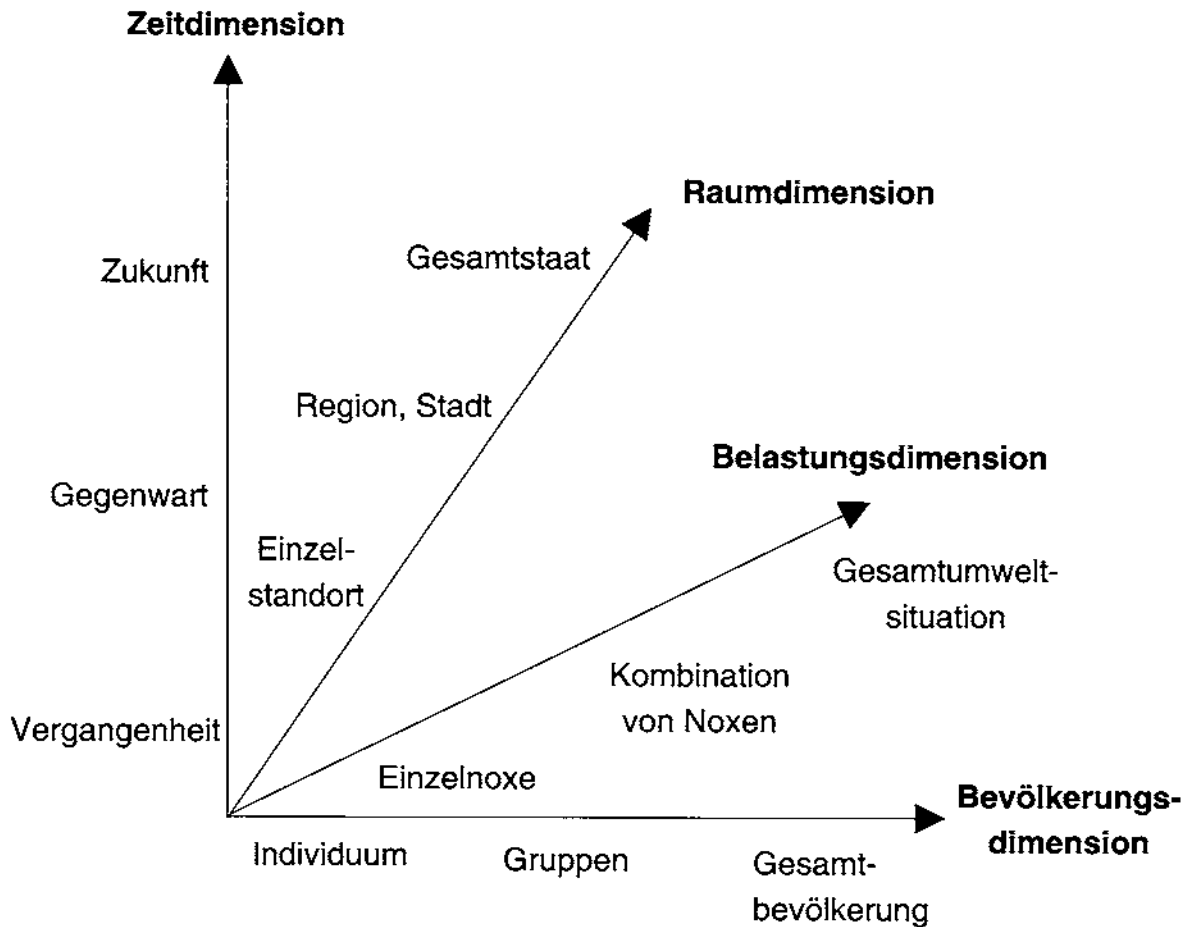 Zeitdimension
Raumdimension
Gesamtstaat
Zukunft
Region, Stadt
Belastungsdimension
Gegenwart
Einzel-
standort
Gesamtumwelt-
situation
Kombination
von Noxen
Vergangenheit
Einzelnoxe
Bevölkerungs-
dimension
Individuum
Gruppen
Gesamt-
bevölkerung